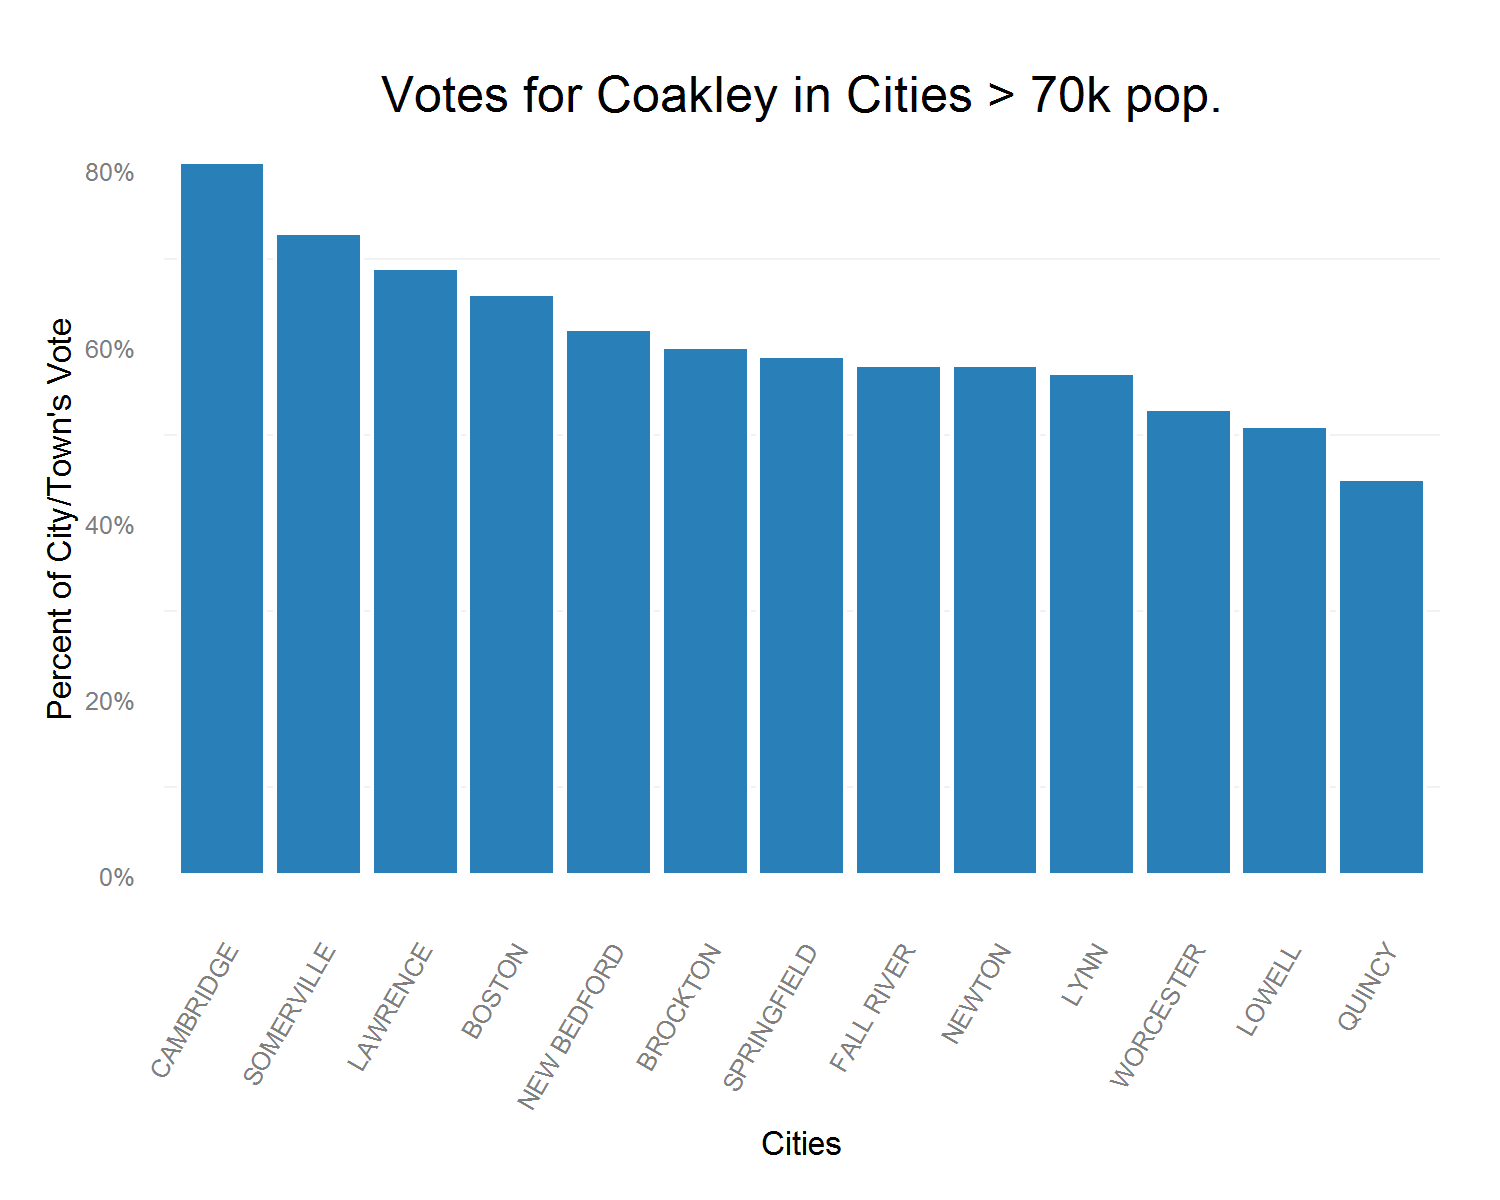 Votes for Coakley in Cities > 70k pop.
Percent of City/Town's Vote
80%
60%
40%
20%
0%
CAMBRIDGE
SOMERVILLE
LAWRENCE
BOSTON
NEW BEDFORD
BROCKTON
SPRINGFIELD
FALL RIVER
NEWTON
LYNN
WORCESTER
LOWELL
QUINCY
Cities